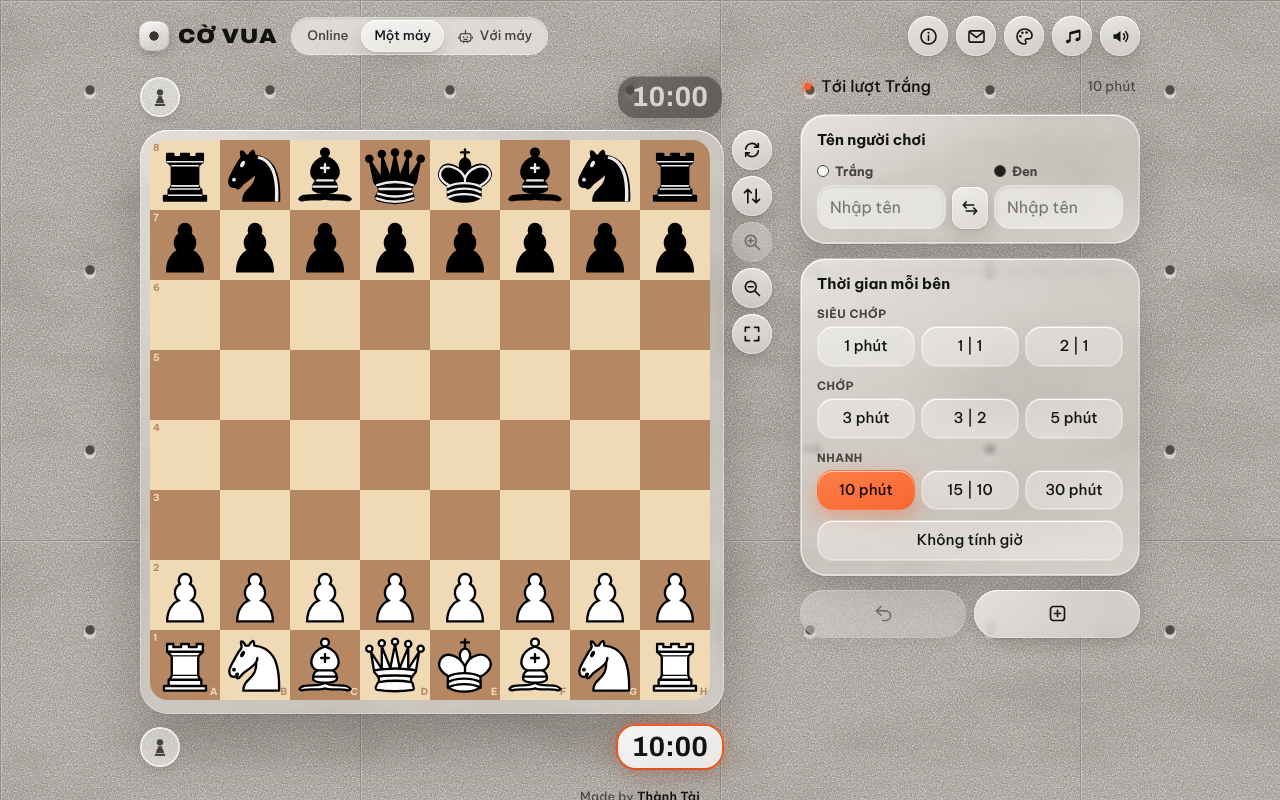 CỜ VUA
Online Một máy Với máy
10:00
Tới lượt Trắng 10 phút
Tên người chơi
Trắng Đen
Nhập tên Nhập tên
Thời gian mỗi bên
SIÊU CHỚP
1 phút 1 | 1 2 | 1
CHỚP
3 phút 3 | 2 5 phút
NHANH
10 phút 15 | 10 30 phút
Không tính giờ
8
7
6
5
4
3
2
1
A B C D E F G H
10:00
Made by Thành Tài